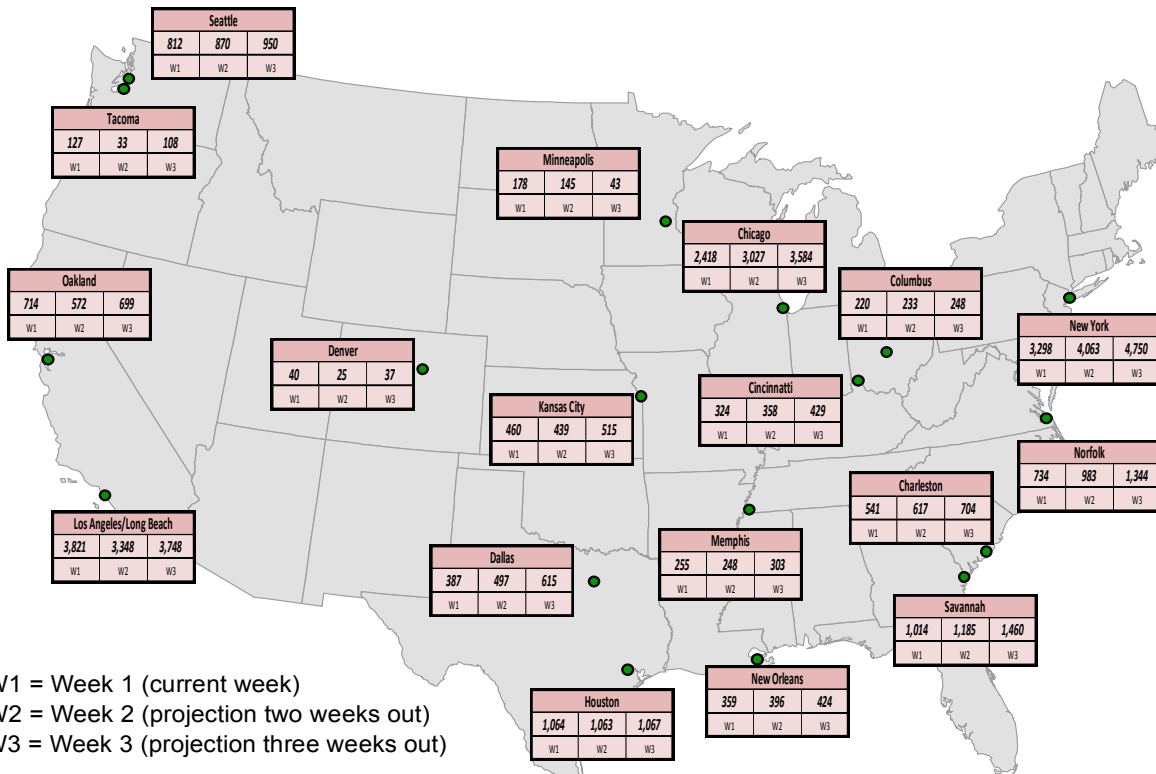 Seattle
812 870 950
W1 W2 W3
Tacoma
127 33 108
W1 W2 W3
Minneapolis
178 145 43
W1 W2 W3
Chicago
2,418 3,027 3,584
W1 W2 W3
Oakland
714 572 699
W1 W2 W3
Columbus
220 233 248
W1 W2 W3
New York
3,298 4,063 4,750
W1 W2 W3
Denver
40 25 37
W1 W2 W3
Cincinnatti
324 358 429
W1 W2 W3
Kansas City
460 439 515
W1 W2 W3
Norfolk
734 983 1,344
W1 W2 W3
Charleston
541 617 704
W1 W2 W3
Los Angeles/Long Beach
3,821 3,348 3,748
W1 W2 W3
Memphis
255 248 303
W1 W2 W3
Dallas
387 497 615
W1 W2 W3
Savannah
1,014 1,185 1,460
W1 W2 W3
New Orleans
359 396 424
W1 W2 W3
Houston
1,064 1,063 1,067
W1 W2 W3
W1 = Week 1 (current week)
W2 = Week 2 (projection two weeks out)
W3 = Week 3 (projection three weeks out)